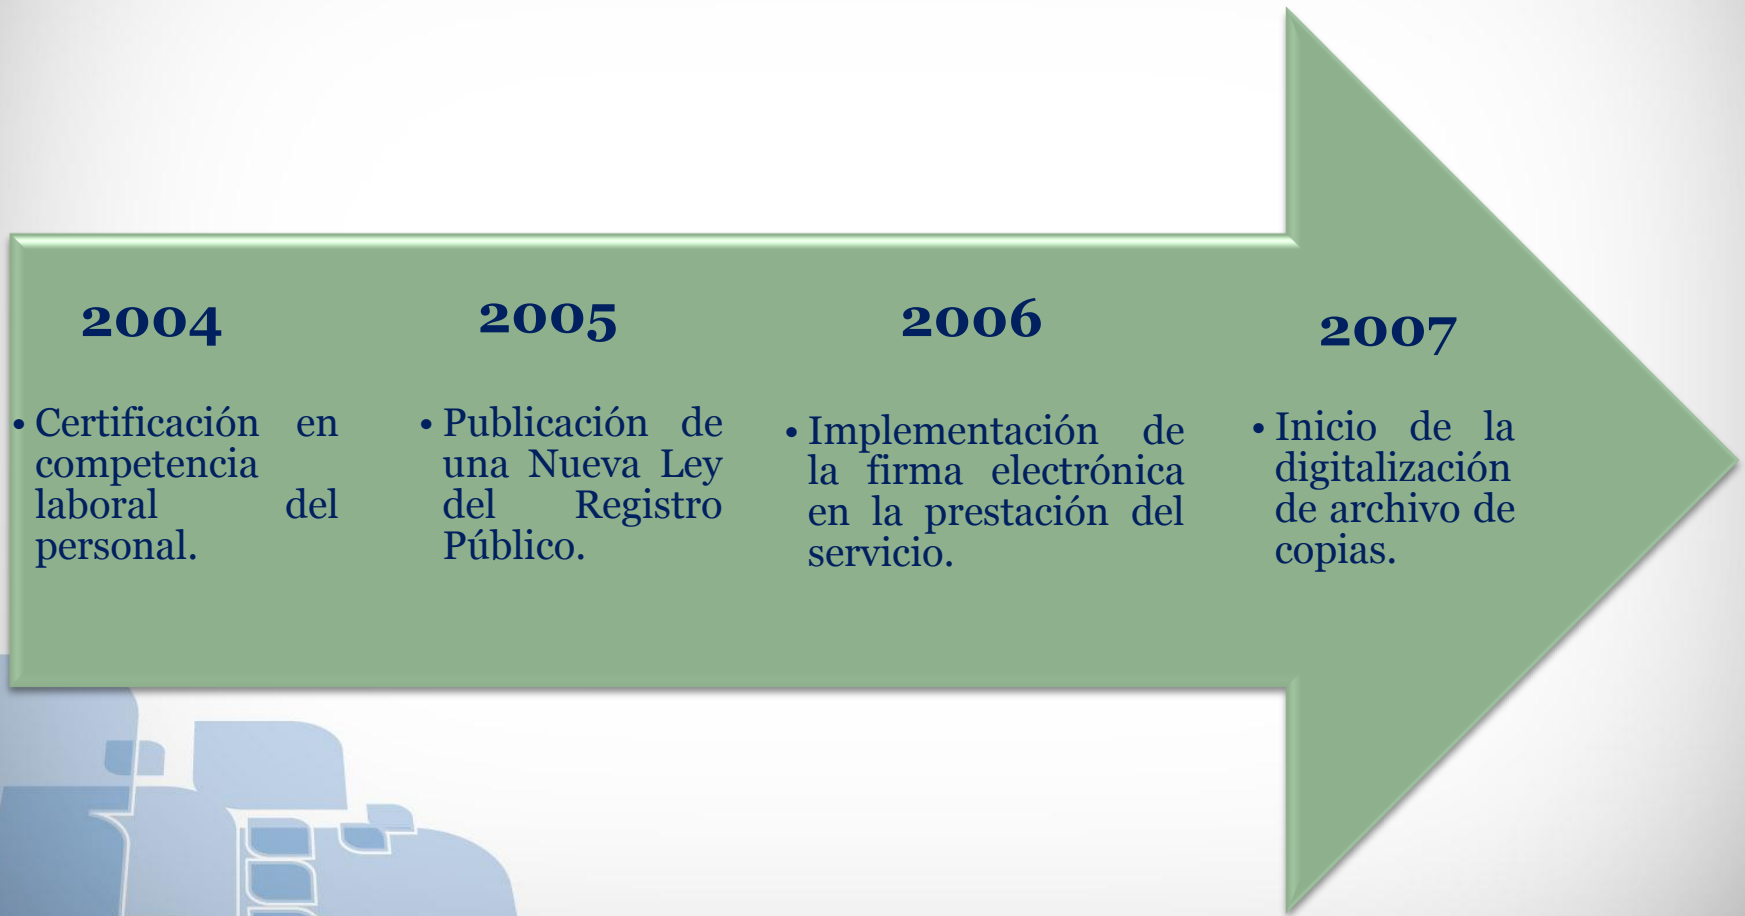 2004
• Certificación en
competencia
laboral del
personal.
2005
• Publicación de
una Nueva Ley
del Registro
Público.
2006
• Implementación de
la firma electrónica
en la prestación del
servicio.
2007
• Inicio de la
digitalización
de archivo de
copias.